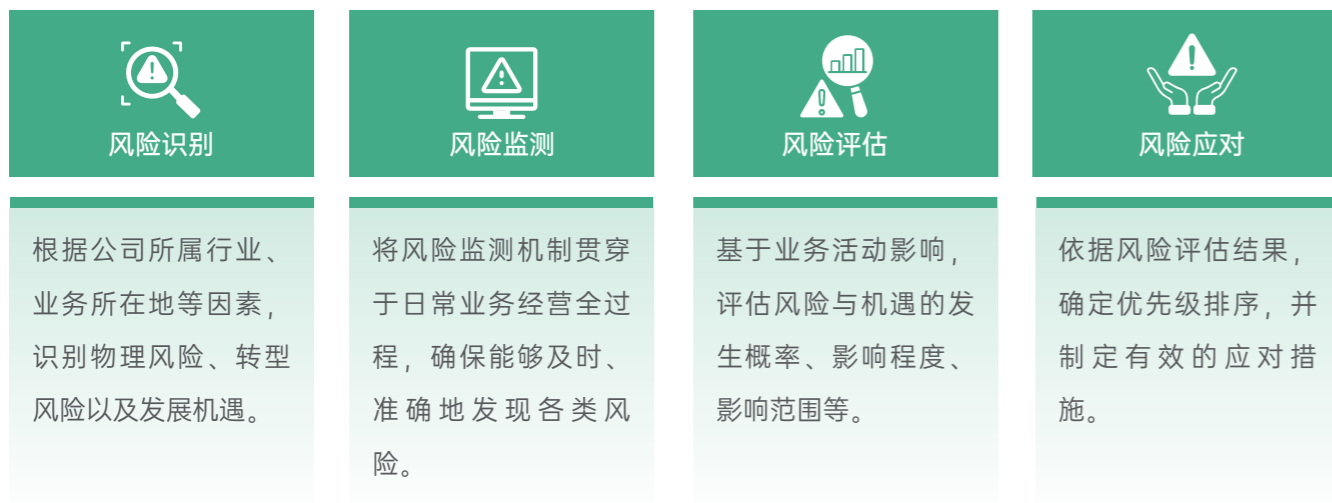 风险识别
根据公司所属行业、
业务所在地等因素，
识别物理风险、转型
风险以及发展机遇。
风险监测
将风险监测机制贯穿
于日常业务经营全过
程，确保能够及时、
准确地发现各类风
险。
风险评估
基于业务活动影响，
评估风险与机遇的发
生概率、影响程度、
影响范围等。
风险应对
依据风险评估结果，
确定优先级排序，并
制定有效的应对措
施。